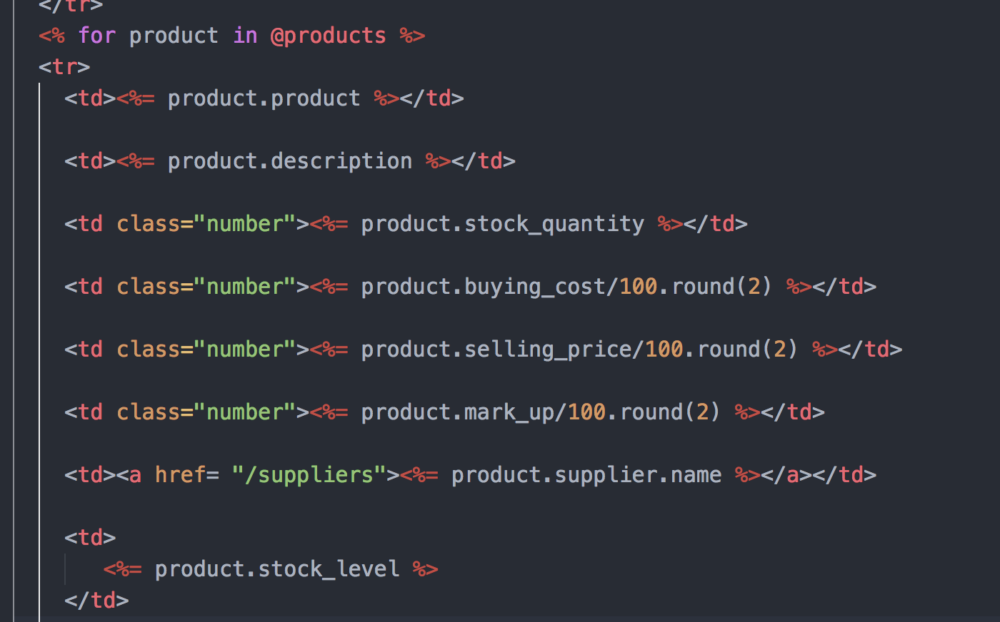 </tr>
<% for product in @products %>
<tr>
<td><%= product.product %></td>
<td><%= product.description %></td>
<td class="number"><%= product.stock_quantity %></td>
<td class="number"><%= product.buying_cost/100.round(2) %></td>
<td class="number"><%= product.selling_price/100.round(2) %></td>
<td class="number"><%= product.mark_up/100.round(2) %></td>
<td><a href= "/suppliers"><%= product.supplier.name %></a></td>
<td>
<%= product.stock_level %>
</td>